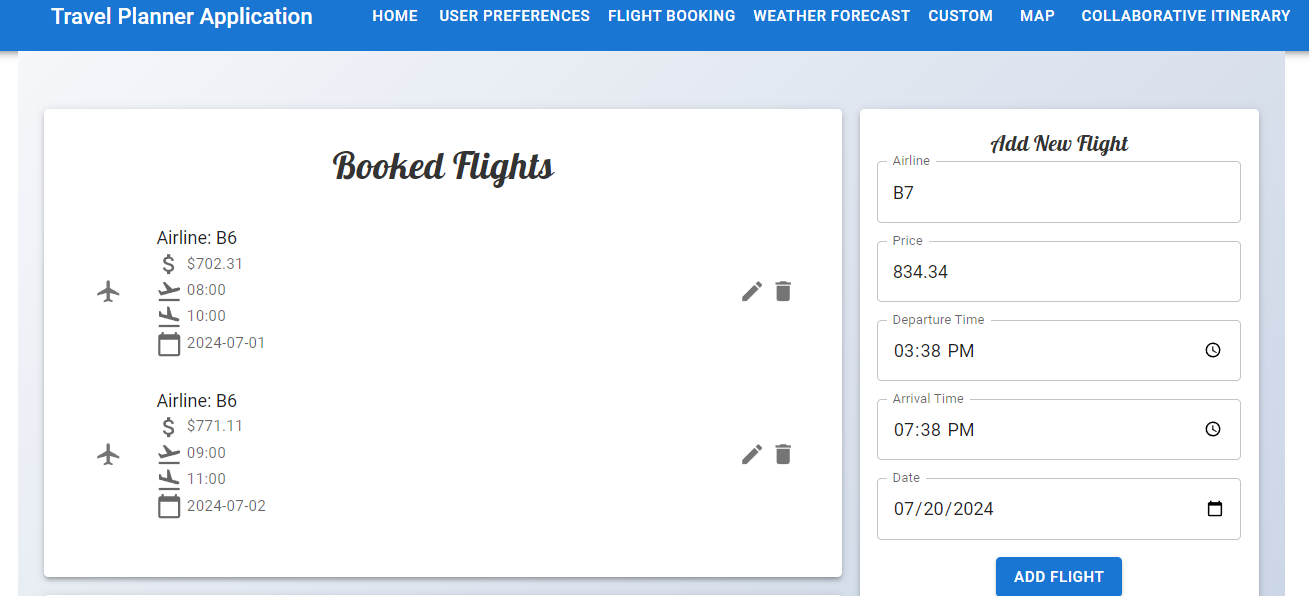 Travel Planner Application
HOME USER PREFERENCES FLIGHT BOOKING WEATHER FORECAST CUSTOM MAP COLLABORATIVE ITINERARY
Booked Flights
Airline: B6
$702.31
08:00
10:00
2024-07-01
Airline: B6
$771.11
09:00
11:00
2024-07-02
Add New Flight
Airline
B7
Price
834.34
Departure Time
03:38 PM
Arrival Time
07:38 PM
Date
07/20/2024
ADD FLIGHT